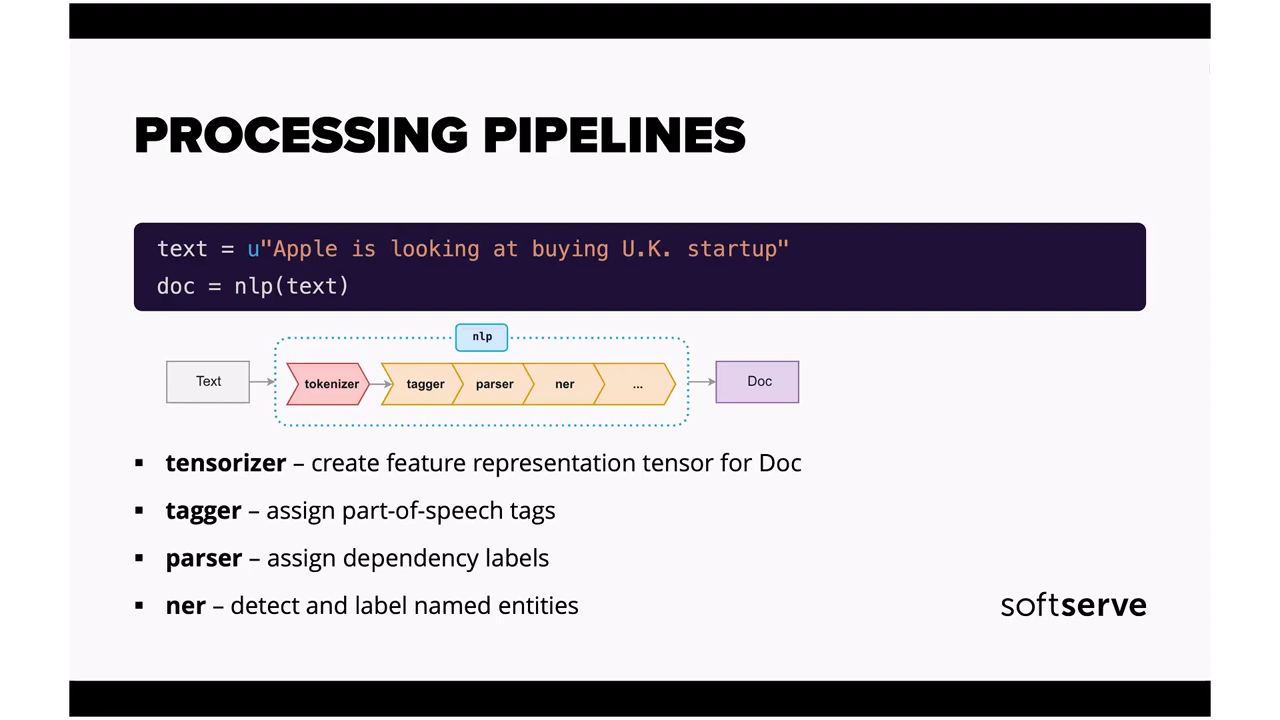 PROCESSING PIPELINES
text = u"Apple is looking at buying U.K. startup"
doc = nlp(text)
nlp
Text
tokenizer
tagger
parser
ner
...
Doc
▪ tensorizer – create feature representation tensor for Doc
▪ tagger – assign part-of-speech tags
▪ parser – assign dependency labels
▪ ner – detect and label named entities
softserve